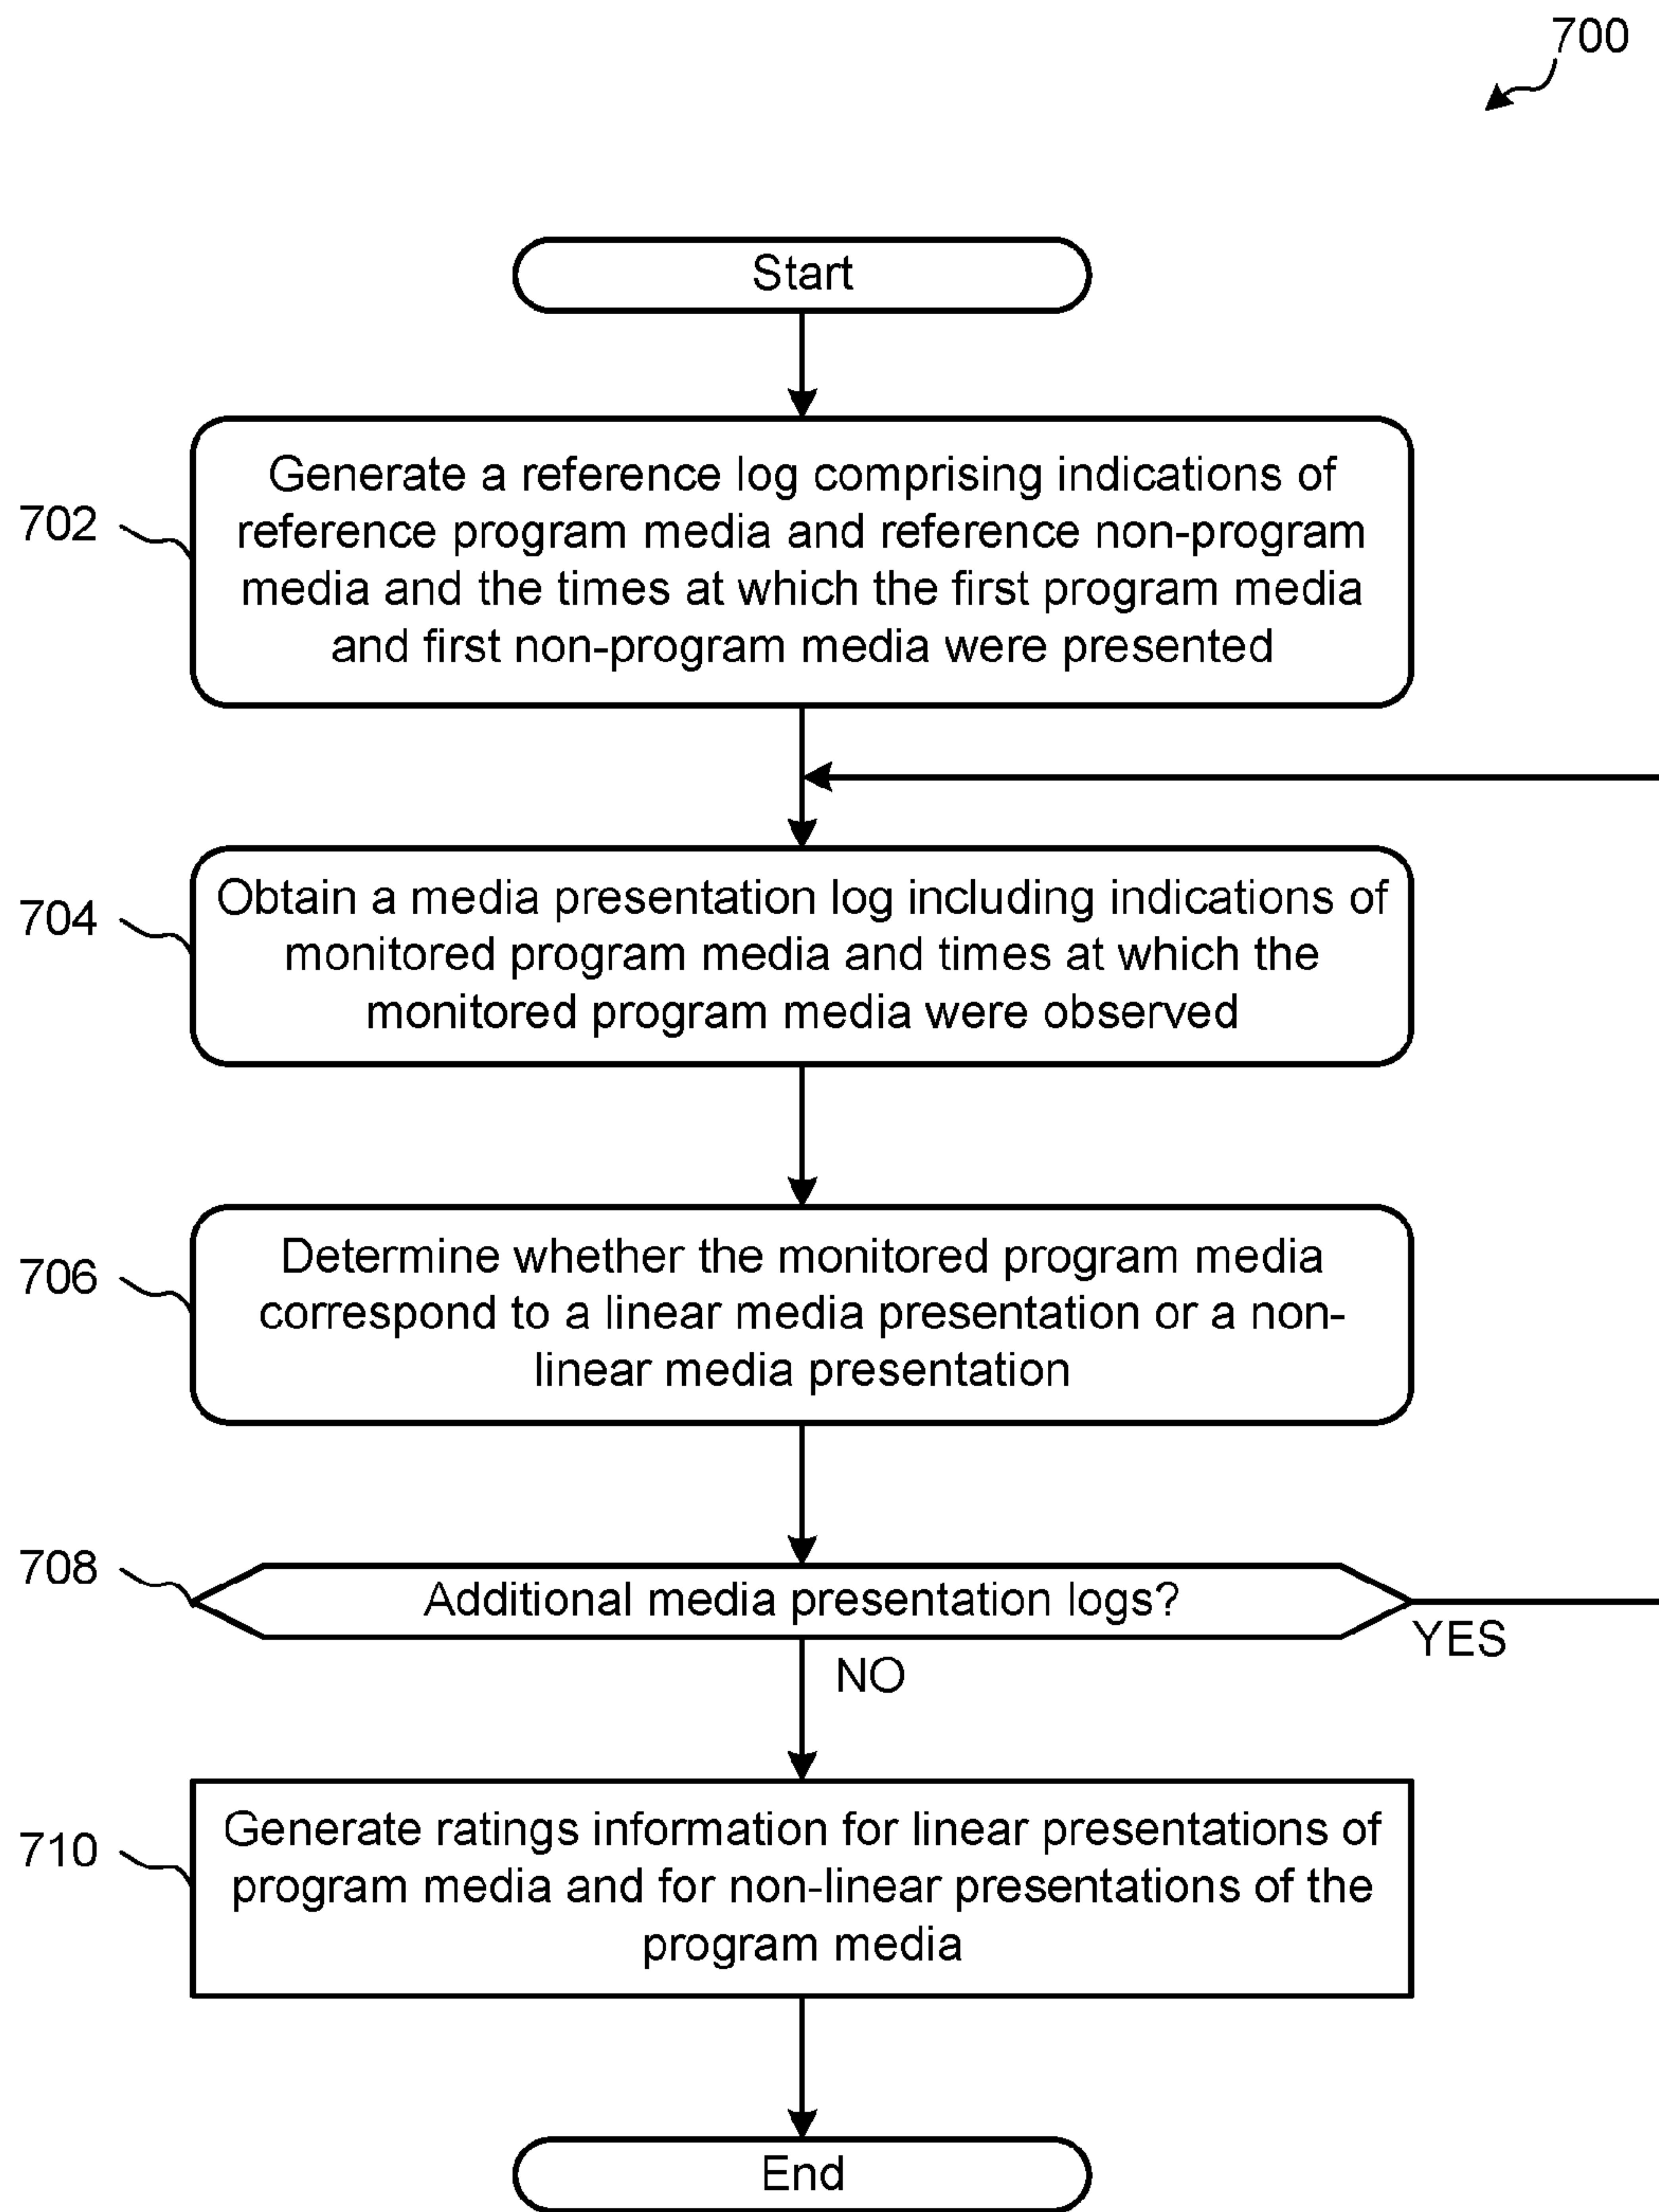 700
Start
702
Generate a reference log comprising indications of
reference program media and reference non-program
media and the times at which the first program media
and first non-program media were presented
704
Obtain a media presentation log including indications of
monitored program media and times at which the
monitored program media were observed
706
Determine whether the monitored program media
correspond to a linear media presentation or a non-
linear media presentation
708
Additional media presentation logs?
YES
NO
710
Generate ratings information for linear presentations of
program media and for non-linear presentations of the
program media
End